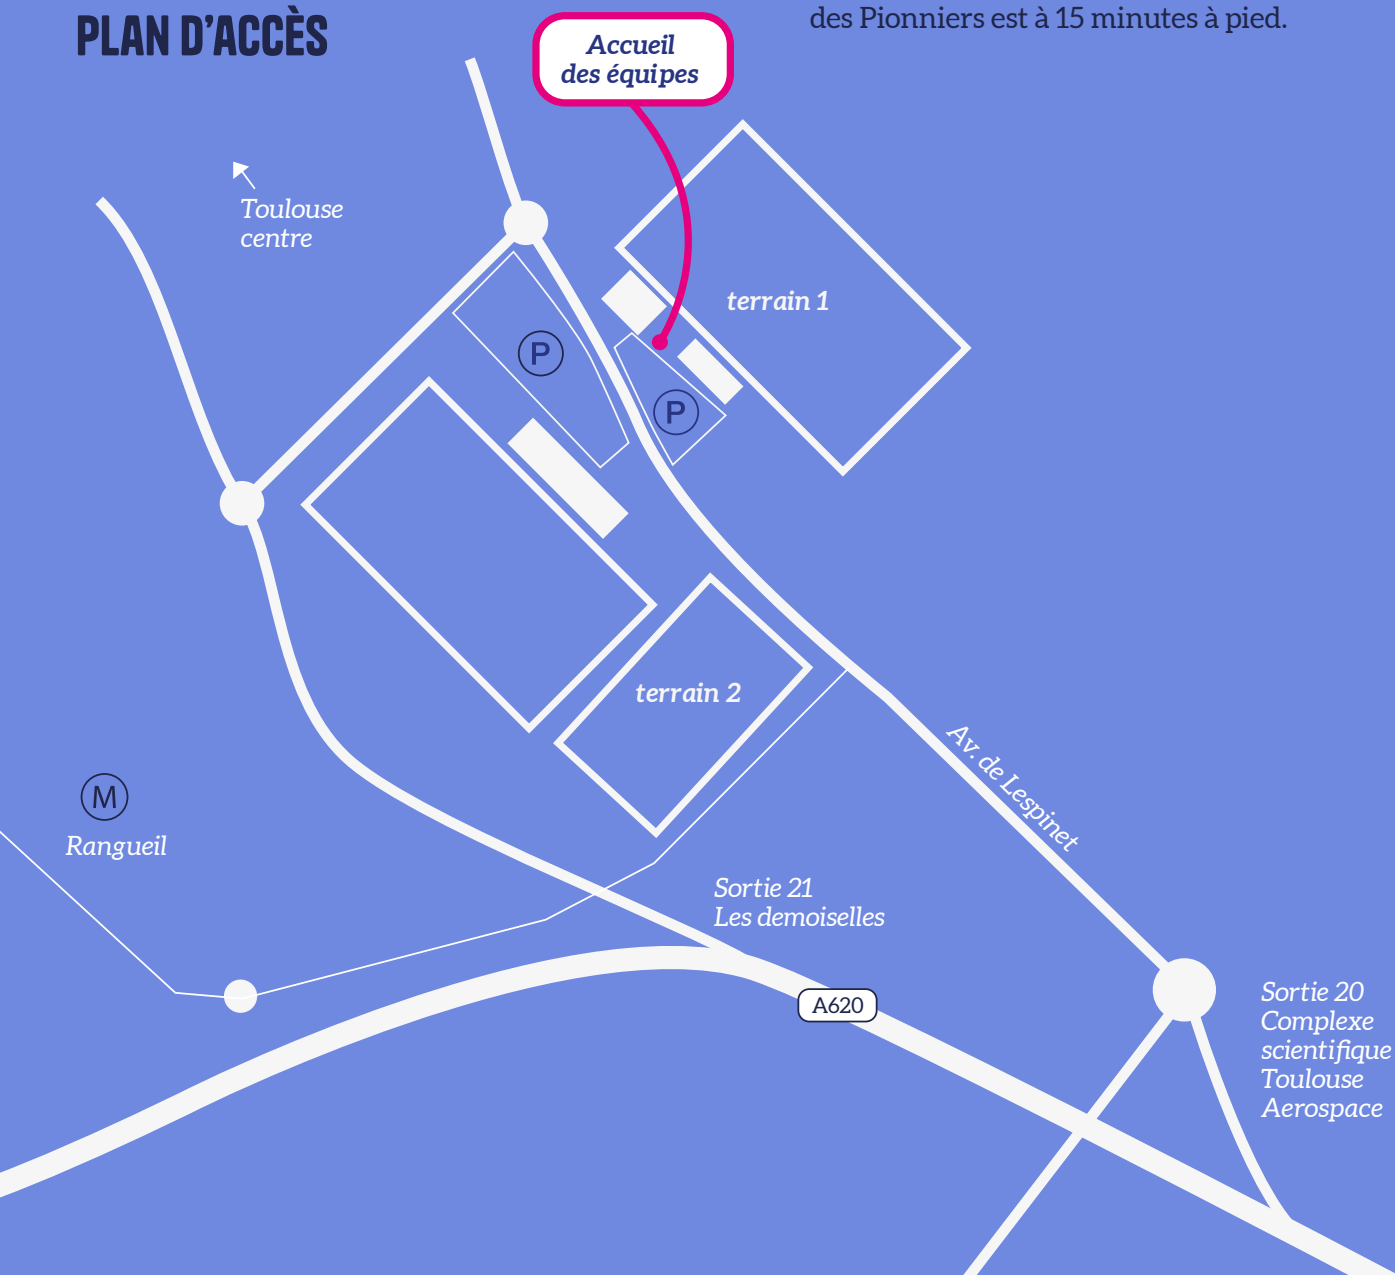 PLAN D'ACCÈS
des Pionniers est à 15 minutes à pied.
Accueil
des équipes
Toulouse
centre
terrain 1
P
P
terrain 2
Av. de Lespinet
M
Rangueil
Sortie 21
Les demoiselles
A620
Sortie 20
Complexe
scientifique
Toulouse
Aerospace